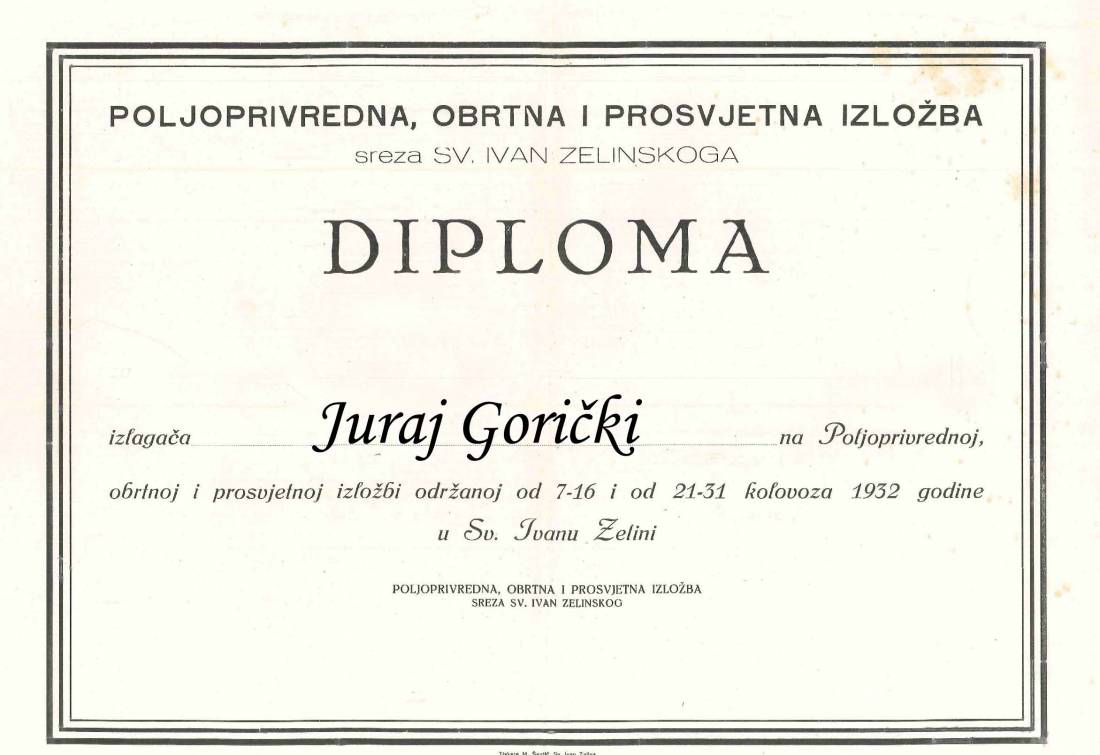 POLJOPRIVREDNA, OBRTNA I PROSVJETNA IZLOŽBA
sreza SV. IVAN ZELINSKOGA
DIPLOMA
izlagača Juraj Gorički na Poljoprivrednoj,
obrtnoj i prosvjetnoj izložbi održanoj od 7-16 i od 21-31 kolovoza 1932 godine
u Sv. Ivanu Zelini
POLJOPRIVREDNA, OBRTNA I PROSVJETNA IZLOŽBA
SREZA SV. IVAN ZELINSKOG